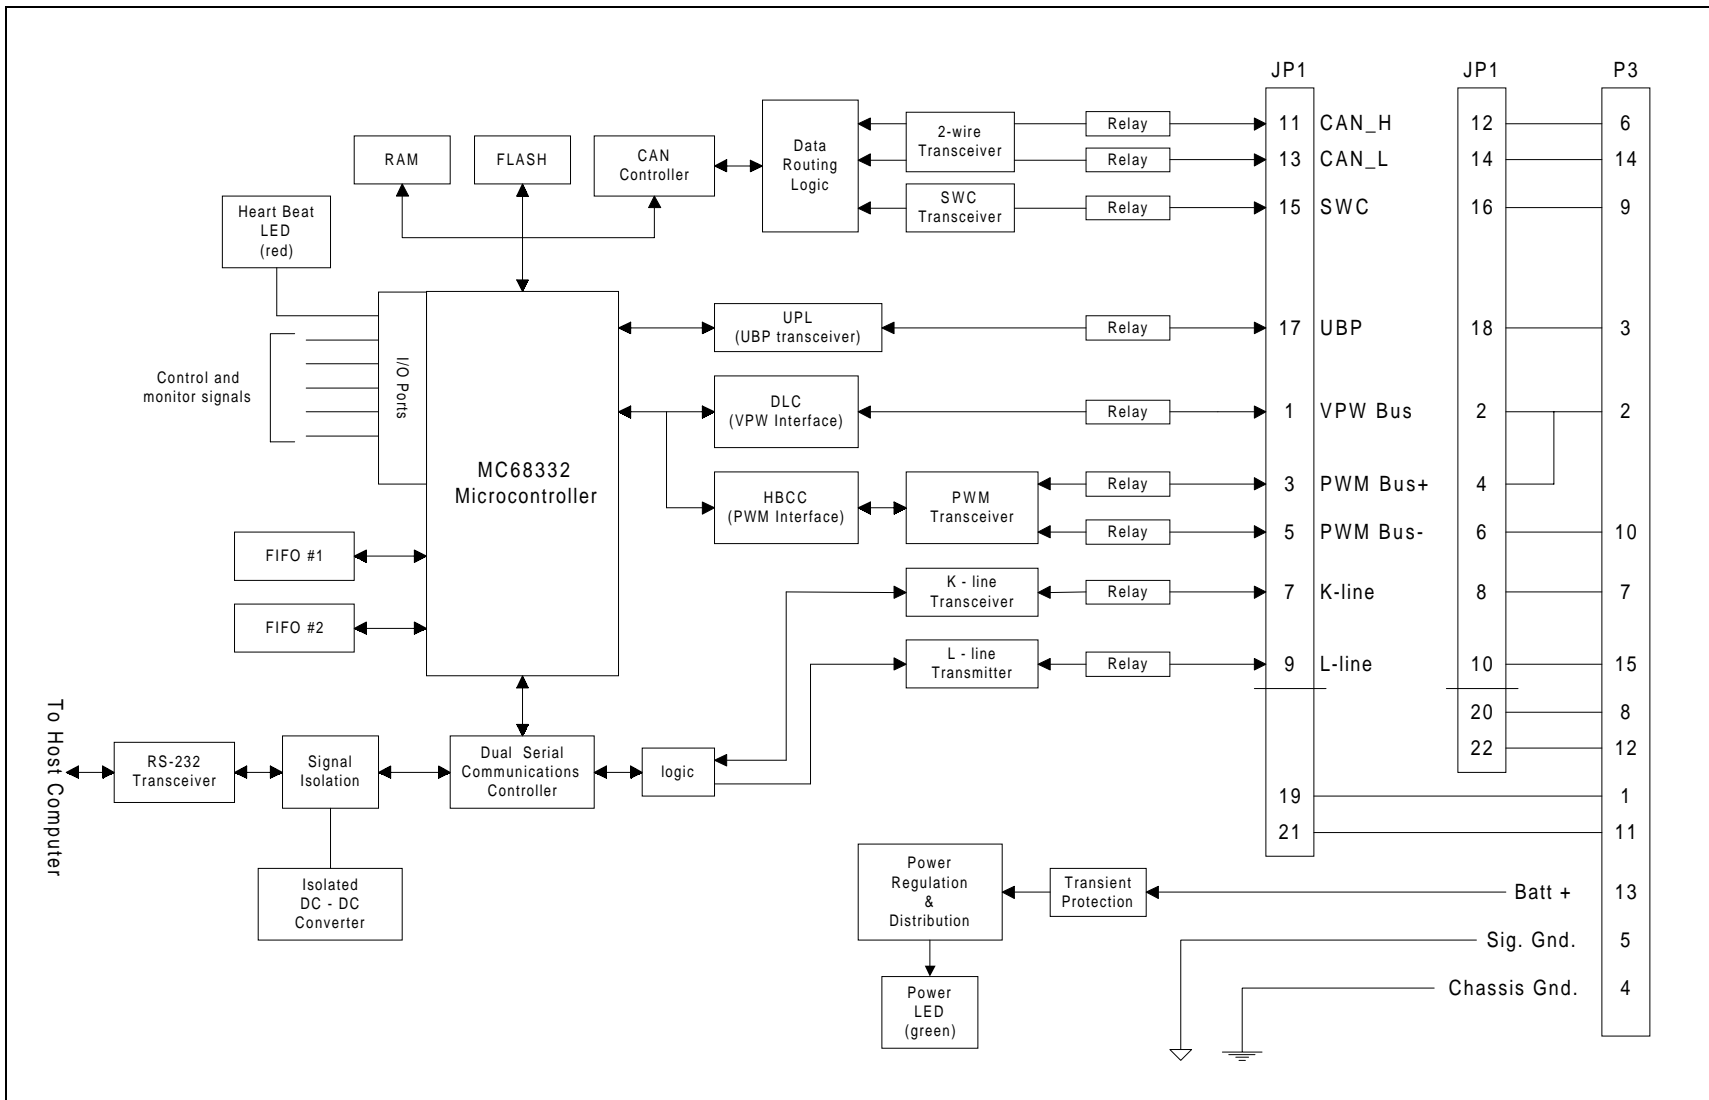 JP1 JP1 P3
RAM
FLASH
CAN
Controller
Data
Routing
Logic
2-wire
Transceiver
SWC
Transceiver
Relay 11 CAN_H 12 6
Relay 13 CAN_L 14 14
Relay 15 SWC 16 9
Heart Beat
LED
(red)
I/O Ports
Control and
monitor signals
MC68332
Microcontroller
UPL
(UBP transceiver)
Relay 17 UBP 18 3
DLC
(VPW Interface)
Relay 1 VPW Bus 2 2
HBCC
(PWM Interface)
PWM
Transceiver
Relay 3 PWM Bus+ 4
Relay 5 PWM Bus- 6 10
FIFO #1
FIFO #2
K - line
Transceiver
Relay 7 K-line 8 7
L - line
Transmitter
Relay 9 L-line 10 15
20 8
22 12
19 1
21 11
To Host Computer
RS-232
Transceiver
Signal
Isolation
Dual Serial
Communications
Controller
logic
Isolated
DC - DC
Converter
Power
Regulation
&
Distribution
Transient
Protection
Batt + 13
Sig. Gnd. 5
Chassis Gnd. 4
Power
LED
(green)